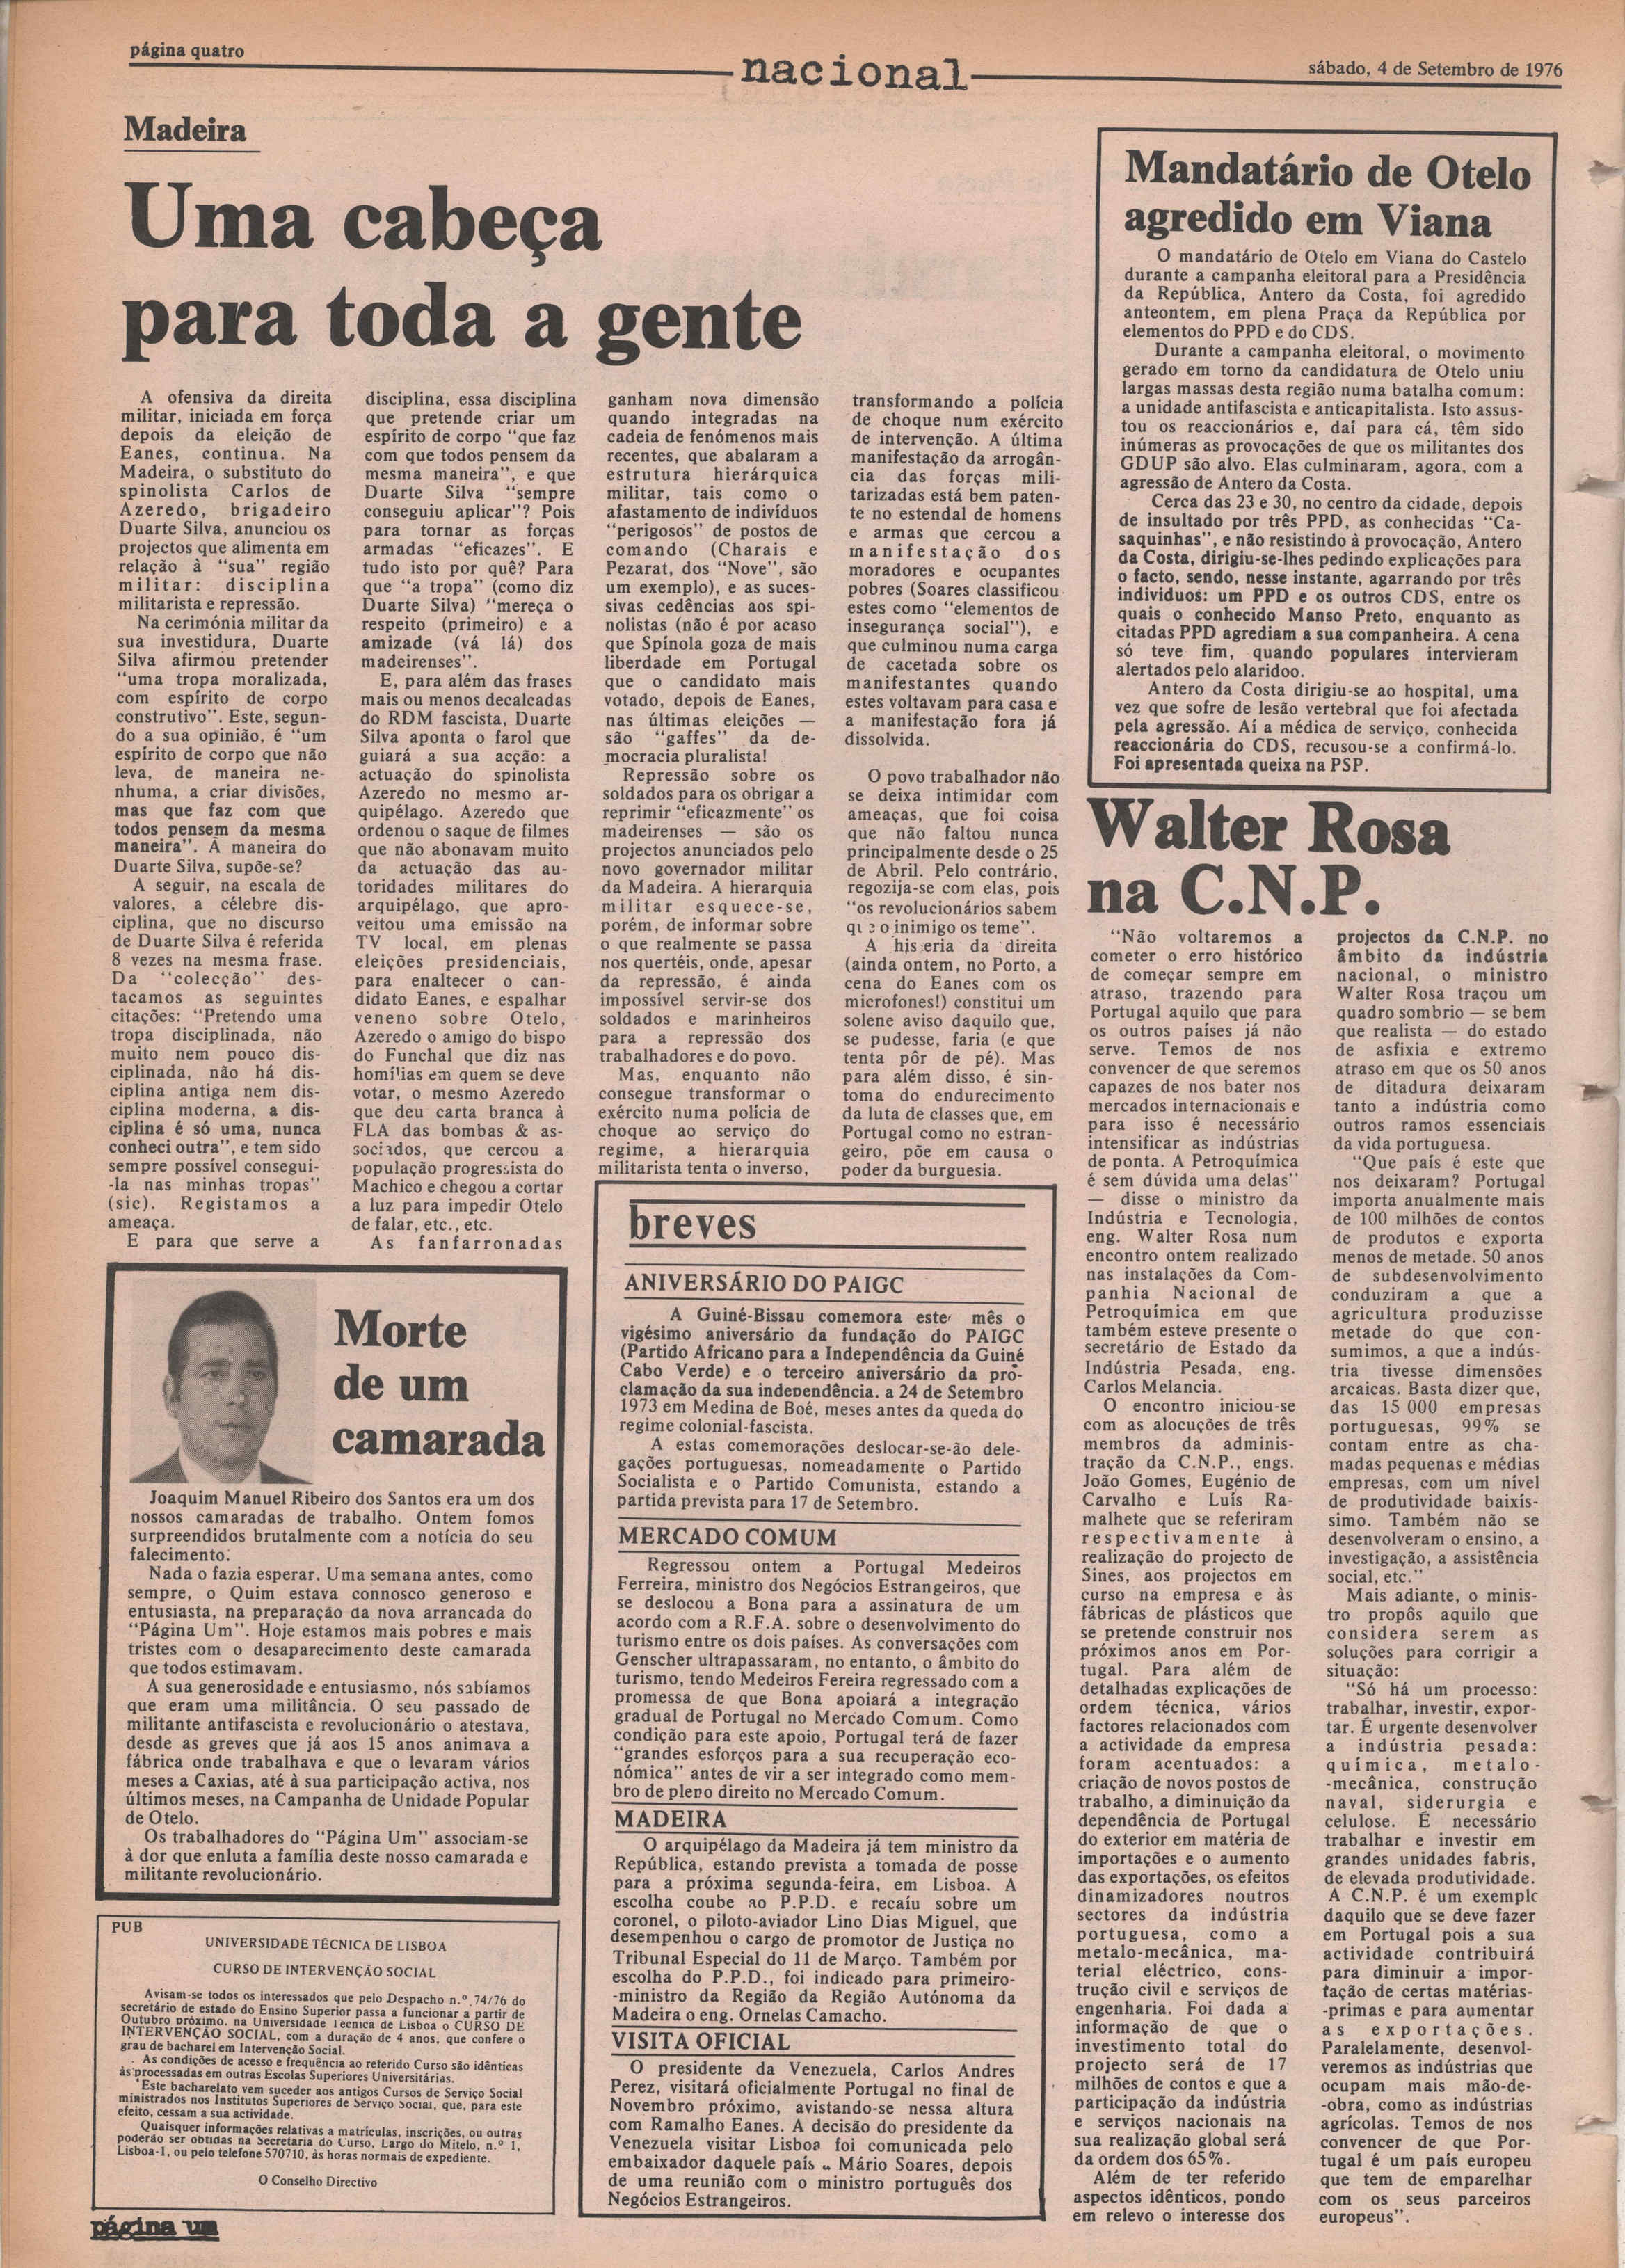 página quatro
nacional
sábado, 4 de Setembro de 1976
Madeira
Uma cabeça
para toda a gente
A ofensiva da direita
militar, iniciada em força
depois da eleição de
Eanes, continua. Na
Madeira, o substituto do
spinolista Carlos de
Azeredo, brigadeiro
Duarte Silva, anunciou os
projectos que alimenta em
relação à "sua" região
militar: disciplina
militarista e repressão.
Na cerimónia militar da
sua investidura, Duarte
Silva afirmou pretender
"uma tropa moralizada,
com espírito de corpo
construtivo". Este, segun-
do a sua opinião, é "um
espírito de corpo que não
leva, de maneira ne-
nhuma, a criar divisões,
mas que faz com que
todos pensem da mesma
maneira". À maneira do
Duarte Silva, supõe-se?
A seguir, na escala de
valores, a célebre dis-
ciplina, que no discurso
de Duarte Silva é referida
8 vezes na mesma frase.
Da "colecção" des-
tacamos as seguintes
citações: "Pretendo uma
tropa disciplinada, não
muito nem pouco dis-
ciplinada, não há dis-
ciplina antiga nem dis-
ciplina moderna, a dis-
ciplina é só uma, nunca
conheci outra", e tem sido
sempre possível consegui-
-la nas minhas tropas"
(sic). Registamos a
ameaça.
E para que serve a
disciplina, essa disciplina
que pretende criar um
espírito de corpo "que faz
com que todos pensem da
mesma maneira", e que
Duarte Silva "sempre
conseguiu aplicar"? Pois
para tornar as forças
armadas "eficazes". E
tudo isto por quê? Para
que "a tropa" (como diz
Duarte Silva) "mereça o
respeito (primeiro) e a
amizade (vá lá) dos
madeirenses".
E, para além das frases
mais ou menos decalcadas
do RDM fascista, Duarte
Silva aponta o farol que
guiará a sua acção: a
actuação do spinolista
Azeredo no mesmo ar-
quipélago. Azeredo que
ordenou o saque de filmes
que não abonavam muito
da actuação das au-
toridades militares do
arquipélago, que apro-
veitou uma emissão na
TV local, em plenas
eleições presidenciais,
para enaltecer o can-
didato Eanes, e espalhar
veneno sobre Otelo,
Azeredo o amigo do bispo
do Funchal que diz nas
homílias em quem se deve
votar, o mesmo Azeredo
que deu carta branca à
FLA das bombas & as-
sociados, que cercou a
população progressista do
Machico e chegou a cortar
a luz para impedir Otelo
de falar, etc., etc.
As fanfarronadas
ganham nova dimensão
quando integradas na
cadeia de fenómenos mais
recentes, que abalaram a
estrutura hierárquica
militar, tais como o
afastamento de indivíduos
"perigosos" de postos de
comando (Charais e
Pezarat, dos "Nove", são
um exemplo), e as suces-
sivas cedências aos spi-
nolistas (não é por acaso
que Spínola goza de mais
liberdade em Portugal
que o candidato mais
votado, depois de Eanes,
nas últimas eleições —
são "gaffes" da de-
mocracia pluralista!
Repressão sobre os
soldados para os obrigar a
reprimir "eficazmente" os
madeirenses — são os
projectos anunciados pelo
novo governador militar
da Madeira. A hierarquia
militar esquece-se,
porém, de informar sobre
o que realmente se passa
nos quertéis, onde, apesar
da repressão, é ainda
impossível servir-se dos
soldados e marinheiros
para a repressão dos
trabalhadores e do povo.
Mas, enquanto não
consegue transformar o
exército numa polícia de
choque ao serviço do
regime, a hierarquia
militarista tenta o inverso,
transformando a polícia
de choque num exército
de intervenção. A última
manifestação da arrogân-
cia das forças mili-
tarizadas está bem paten-
te no estendal de homens
e armas que cercou a
manifestação dos
moradores e ocupantes
pobres (Soares classificou
estes como "elementos de
insegurança social"), e
que culminou numa carga
de cacetada sobre os
manifestantes quando
estes voltavam para casa e
a manifestação fora já
dissolvida.
O povo trabalhador não
se deixa intimidar com
ameaças, que foi coisa
que não faltou nunca
principalmente desde o 25
de Abril. Pelo contrário,
regozija-se com elas, pois
"os revolucionários sabem
que o inimigo os teme".
A histeria da direita
(ainda ontem, no Porto, a
cena do Eanes com os
microfones!) constitui um
solene aviso daquilo que,
se pudesse, faria (e que
tenta pôr de pé). Mas
para além disso, é sin-
toma do endurecimento
da luta de classes que, em
Portugal como no estran-
geiro, põe em causa o
poder da burguesia.
Mandatário de Otelo
agredido em Viana
O mandatário de Otelo em Viana do Castelo
durante a campanha eleitoral para a Presidência
da República, Antero da Costa, foi agredido
anteontem, em plena Praça da República por
elementos do PPD e do CDS.
Durante a campanha eleitoral, o movimento
gerado em torno da candidatura de Otelo uniu
largas massas desta região numa batalha comum:
a unidade antifascista e anticapitalista. Isto assus-
tou os reaccionários e, daí para cá, têm sido
inúmeras as provocações de que os militantes dos
GDUP são alvo. Elas culminaram, agora, com a
agressão de Antero da Costa.
Cerca das 23 e 30, no centro da cidade, depois
de insultado por três PPD, as conhecidas "Ca-
saquinhas", e não resistindo à provocação, Antero
da Costa, dirigiu-se-lhes pedindo explicações para
o facto, sendo, nesse instante, agarrando por três
individuos: um PPD e os outros CDS, entre os
quais o conhecido Manso Preto, enquanto as
citadas PPD agrediam a sua companheira. A cena
só teve fim, quando populares intervieram
alertados pelo alaridoo.
Antero da Costa dirigiu-se ao hospital, uma
vez que sofre de lesão vertebral que foi afectada
pela agressão. Aí a médica de serviço, conhecida
reaccionária do CDS, recusou-se a confirmá-lo.
Foi apresentada queixa na PSP.
Walter Rosa
na C.N.P.
"Não voltaremos a
cometer o erro histórico
de começar sempre em
atraso, trazendo para
Portugal aquilo que para
os outros países já não
serve. Temos de nos
convencer de que seremos
capazes de nos bater nos
mercados internacionais e
para isso é necessário
intensificar as indústrias
de ponta. A Petroquímica
é sem dúvida uma delas"
— disse o ministro da
Indústria e Tecnologia,
eng. Walter Rosa num
encontro ontem realizado
nas instalações da Com-
panhia Nacional de
Petroquímica em que
também esteve presente o
secretário de Estado da
Indústria Pesada, eng.
Carlos Melancia.
O encontro iniciou-se
com as alocuções de três
membros da adminis-
tração da C.N.P., engs.
João Gomes, Eugénio de
Carvalho e Luís Ra-
malhete que se referiram
respectivamente à
realização do projecto de
Sines, aos projectos em
curso na empresa e às
fábricas de plásticos que
se pretende construir nos
próximos anos em Por-
tugal. Para além de
detalhadas explicações de
ordem técnica, vários
factores relacionados com
a actividade da empresa
foram acentuados: a
criação de novos postos de
trabalho, a diminuição da
dependência de Portugal
do exterior em matéria de
importações e o aumento
das exportações, os efeitos
dinamizadores noutros
sectores da indústria
portuguesa, como a
metalo-mecânica, ma-
terial eléctrico, cons-
trução civil e serviços de
engenharia. Foi dada a
informação de que o
investimento total do
projecto será de 17
milhões de contos e que a
participação da indústria
e serviços nacionais na
sua realização global será
da ordem dos 65%.
Além de ter referido
aspectos idênticos, pondo
em relevo o interesse dos
projectos da C.N.P. no
âmbito da indústria
nacional, o ministro
Walter Rosa traçou um
quadro sombrio — se bem
que realista — do estado
de asfixia e extremo
atraso em que os 50 anos
de ditadura deixaram
tanto a indústria como
outros ramos essenciais
da vida portuguesa.
"Que país é este que
nos deixaram? Portugal
importa anualmente mais
de 100 milhões de contos
de produtos e exporta
menos de metade. 50 anos
de subdesenvolvimento
conduziram a que a
agricultura produzisse
metade do que con-
sumimos, a que a indús-
tria tivesse dimensões
arcaicas. Basta dizer que,
das 15 000 empresas
portuguesas, 99% se
contam entre as cha-
madas pequenas e médias
empresas, com um nível
de produtividade baixís-
simo. Também não se
desenvolveram o ensino, a
investigação, a assistência
social, etc."
Mais adiante, o minis-
tro propôs aquilo que
considera serem as
soluções para corrigir a
situação:
"Só há um processo:
trabalhar, investir, expor-
tar. É urgente desenvolver
a indústria pesada:
química, metalo-
-mecânica, construção
naval, siderurgia e
celulose. É necessário
trabalhar e investir em
grandes unidades fabris,
de elevada produtividade.
A C.N.P. é um exemplo
daquilo que se deve fazer
em Portugal pois a sua
actividade contribuirá
para diminuir a impor-
tação de certas matérias-
-primas e para aumentar
as exportações.
Paralelamente, desenvol-
veremos as indústrias que
ocupam mais mão-de-
-obra, como as indústrias
agrícolas. Temos de nos
convencer de que Por-
tugal é um país europeu
que tem de emparelhar
com os seus parceiros
europeus".
Morte
de um
camarada
Joaquim Manuel Ribeiro dos Santos era um dos
nossos camaradas de trabalho. Ontem fomos
surpreendidos brutalmente com a notícia do seu
falecimento.
Nada o fazia esperar. Uma semana antes, como
sempre, o Quim estava connosco generoso e
entusiasta, na preparação da nova arrancada do
"Página Um". Hoje estamos mais pobres e mais
tristes com o desaparecimento deste camarada
que todos estimavam.
A sua generosidade e entusiasmo, nós sabíamos
que eram uma militância. O seu passado de
militante antifascista e revolucionário o atestava,
desde as greves que já aos 15 anos animava a
fábrica onde trabalhava e que o levaram vários
meses a Caxias, até à sua participação activa, nos
últimos meses, na Campanha de Unidade Popular
de Otelo.
Os trabalhadores do "Página Um" associam-se
à dor que enluta a família deste nosso camarada e
militante revolucionário.
PUB
UNIVERSIDADE TÉCNICA DE LISBOA
CURSO DE INTERVENÇÃO SOCIAL
Avisam-se todos os interessados que pelo Despacho n.º 74/76 do
secretário de estado do Ensino Superior passa a funcionar a partir de
Outubro próximo, na Universidade Técnica de Lisboa o CURSO DE
INTERVENÇÃO SOCIAL, com a duração de 4 anos, que confere o
grau de bacharel em Intervenção Social.
As condições de acesso e frequência ao referido Curso são idênticas
às processadas em outras Escolas Superiores Universitárias.
Este bacharelato vem suceder aos antigos Cursos de Serviço Social
ministrados nos Institutos Superiores de Serviço Social, que, para este
efeito, cessam a sua actividade.
Quaisquer informações relativas a matrículas, inscrições, ou outras
poderão ser obtidas na Secretaria do Curso, Largo do Mitelo, n.º 1,
Lisboa-1, ou pelo telefone 570710, às horas normais de expediente.
O Conselho Directivo
breves
ANIVERSÁRIO DO PAIGC
A Guiné-Bissau comemora este mês o
vigésimo aniversário da fundação do PAIGC
(Partido Africano para a Independência da Guiné
Cabo Verde) e o terceiro aniversário da pro-
clamação da sua independência, a 24 de Setembro
1973 em Medina de Boé, meses antes da queda do
regime colonial-fascista.
A estas comemorações deslocar-se-ão dele-
gações portuguesas, nomeadamente o Partido
Socialista e o Partido Comunista, estando a
partida prevista para 17 de Setembro.
MERCADO COMUM
Regressou ontem a Portugal Medeiros
Ferreira, ministro dos Negócios Estrangeiros, que
se deslocou a Bona para a assinatura de um
acordo com a R.F.A. sobre o desenvolvimento do
turismo entre os dois países. As conversações com
Genscher ultrapassaram, no entanto, o âmbito do
turismo, tendo Medeiros Fereira regressado com a
promessa de que Bona apoiará a integração
gradual de Portugal no Mercado Comum. Como
condição para este apoio, Portugal terá de fazer
"grandes esforços para a sua recuperação eco-
nómica" antes de vir a ser integrado como mem-
bro de pleno direito no Mercado Comum.
MADEIRA
O arquipélago da Madeira já tem ministro da
República, estando prevista a tomada de posse
para a próxima segunda-feira, em Lisboa. A
escolha coube ao P.P.D. e recaíu sobre um
coronel, o piloto-aviador Lino Dias Miguel, que
desempenhou o cargo de promotor de Justiça no
Tribunal Especial do 11 de Março. Também por
escolha do P.P.D., foi indicado para primeiro-
-ministro da Região da Região Autónoma da
Madeira o eng. Ornelas Camacho.
VISITA OFICIAL
O presidente da Venezuela, Carlos Andres
Perez, visitará oficialmente Portugal no final de
Novembro próximo, avistando-se nessa altura
com Ramalho Eanes. A decisão do presidente da
Venezuela visitar Lisboa foi comunicada pelo
embaixador daquele país a Mário Soares, depois
de uma reunião com o ministro português dos
Negócios Estrangeiros.
página um